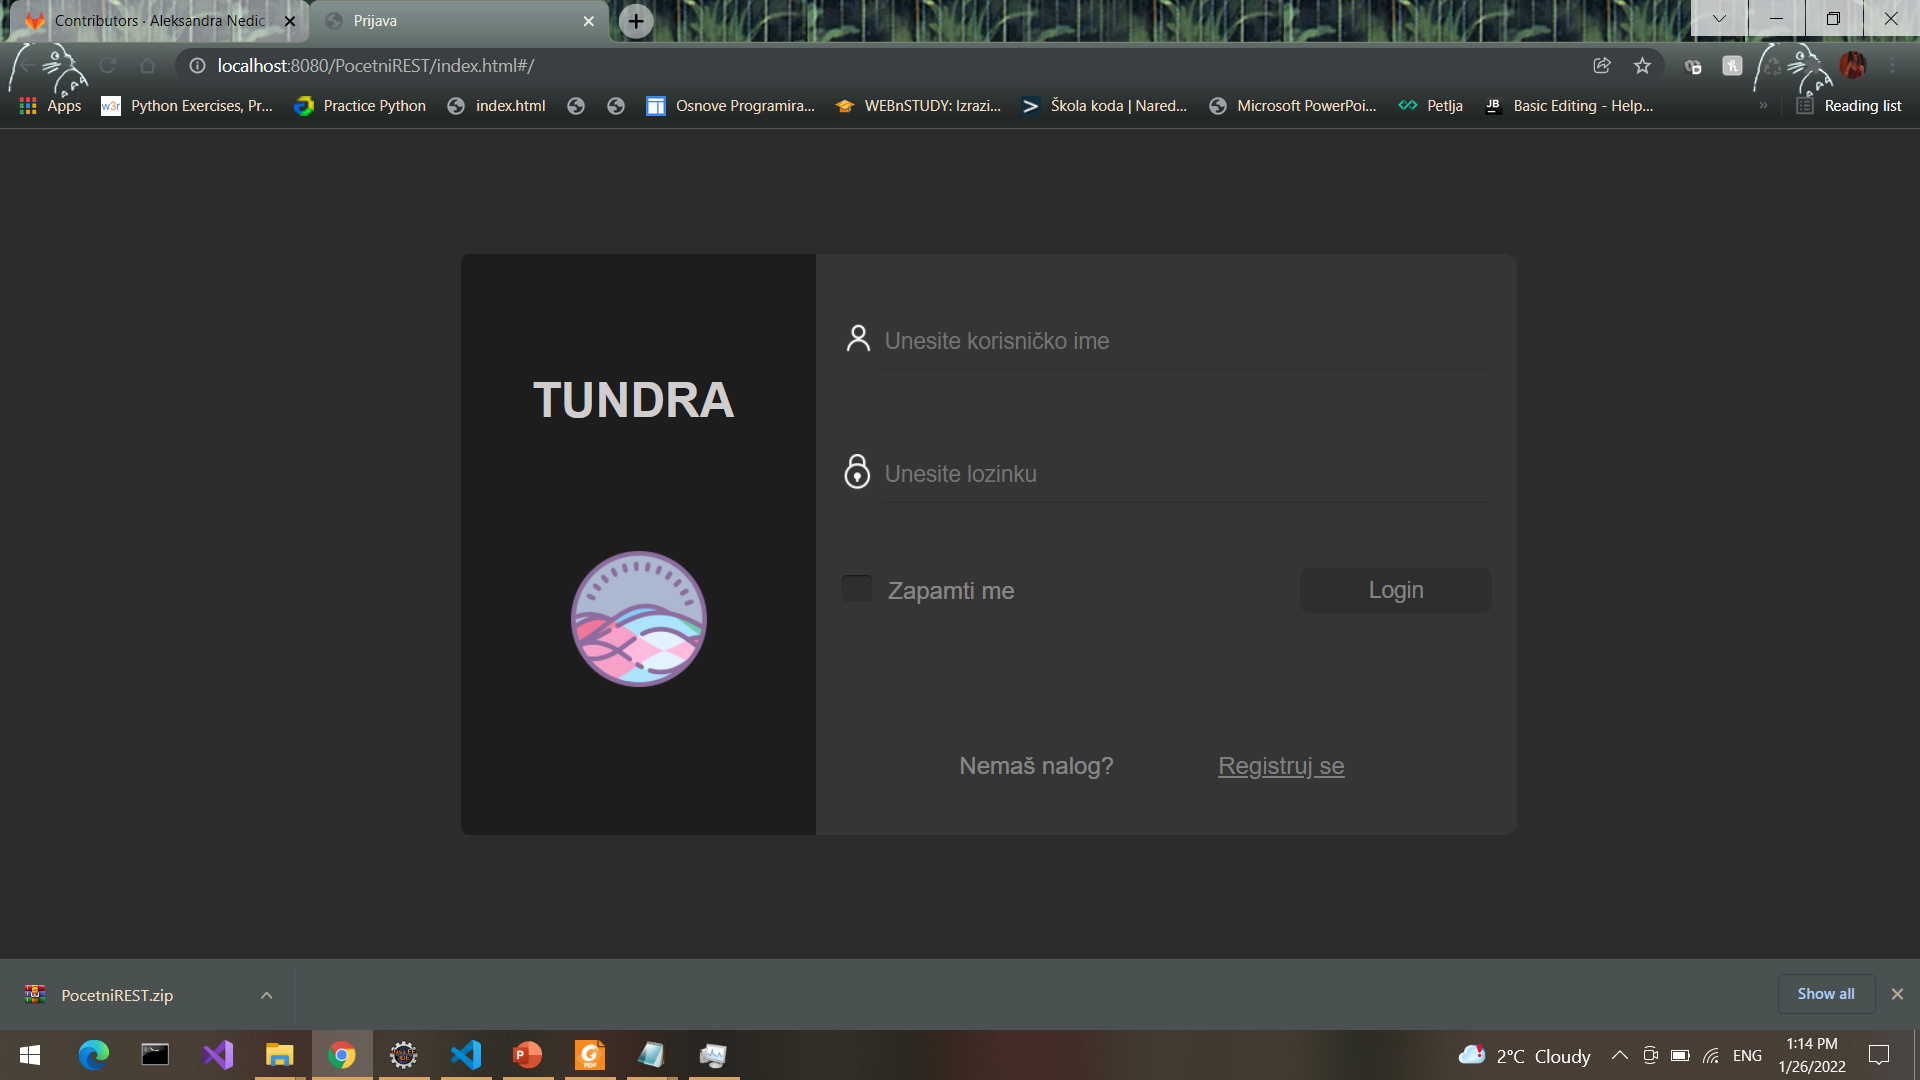 Contributors · Aleksandra Nedic
Prijava
localhost:8080/PocetniREST/index.html#/
Apps
w3r
Python Exercises, Pr...
Practice Python
index.html
Osnove Programira...
WEBnSTUDY: Izrazi...
Škola koda | Nared...
Microsoft PowerPoi...
Petlja
JB
Basic Editing - Help...
»
Reading list
TUNDRA
Unesite korisničko ime
Unesite lozinku
Zapamti me
Login
Nemaš nalog?
Registruj se
PocetniREST.zip
Show all
2°C Cloudy
ENG
1:14 PM
1/26/2022